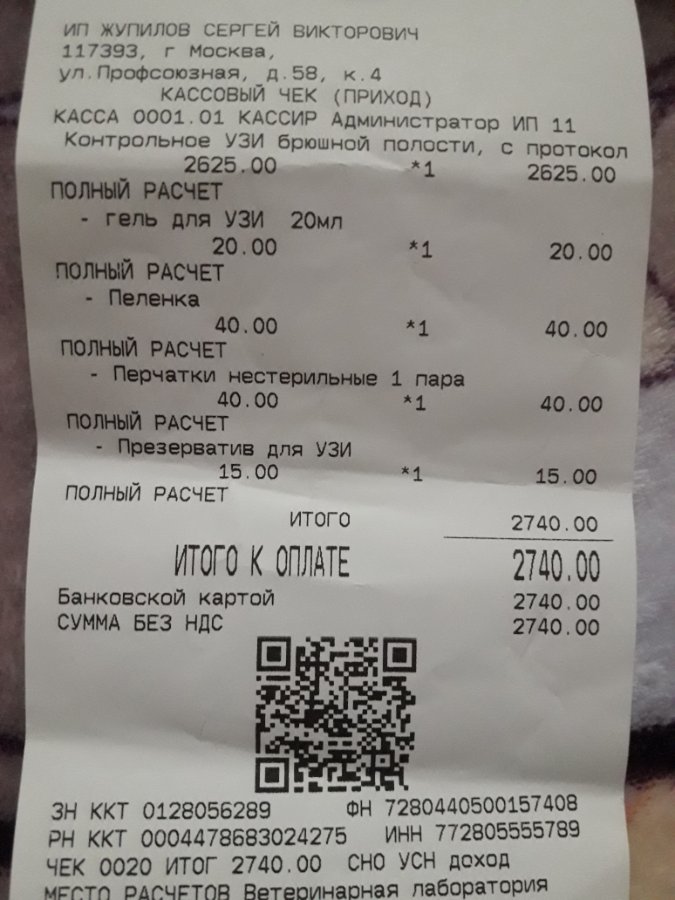 ИП ЖУПИЛОВ СЕРГЕЙ ВИКТОРОВИЧ
117393, г Москва,
ул.Профсоюзная, д.58, к.4
КАССОВЫЙ ЧЕК (ПРИХОД)
КАССА 0001.01 КАССИР Администратор ИП 11
Контрольное УЗИ брюшной полости, с протокол
2625.00 *1 2625.00
ПОЛНЫЙ РАСЧЕТ
- гель для УЗИ 20мл
20.00 *1 20.00
ПОЛНЫЙ РАСЧЕТ
- Пеленка
40.00 *1 40.00
ПОЛНЫЙ РАСЧЕТ
- Перчатки нестерильные 1 пара
40.00 *1 40.00
ПОЛНЫЙ РАСЧЕТ
- Презерватив для УЗИ
15.00 *1 15.00
ПОЛНЫЙ РАСЧЕТ
ИТОГО 2740.00
ИТОГО К ОПЛАТЕ 2740.00
Банковской картой 2740.00
СУММА БЕЗ НДС 2740.00
ЗН ККТ 0128056289 ФН 7280440500157408
РН ККТ 0004478683024275 ИНН 772805555789
ЧЕК 0020 ИТОГ 2740.00 СНО УСН доход
МЕСТО РАСЧЕТОВ Ветеринарная лаборатория